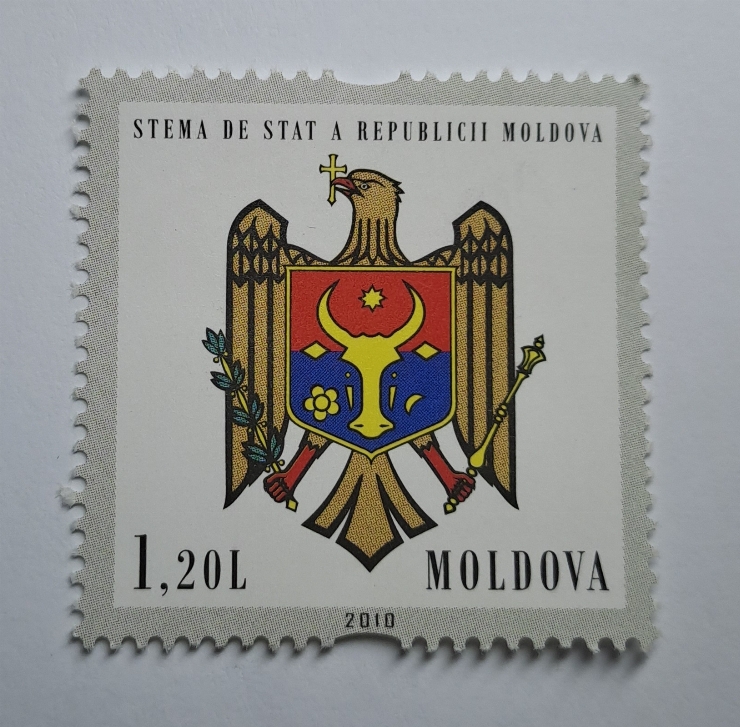 STEMA DE STAT A REPUBLICII MOLDOVA
1,20L MOLDOVA
2010